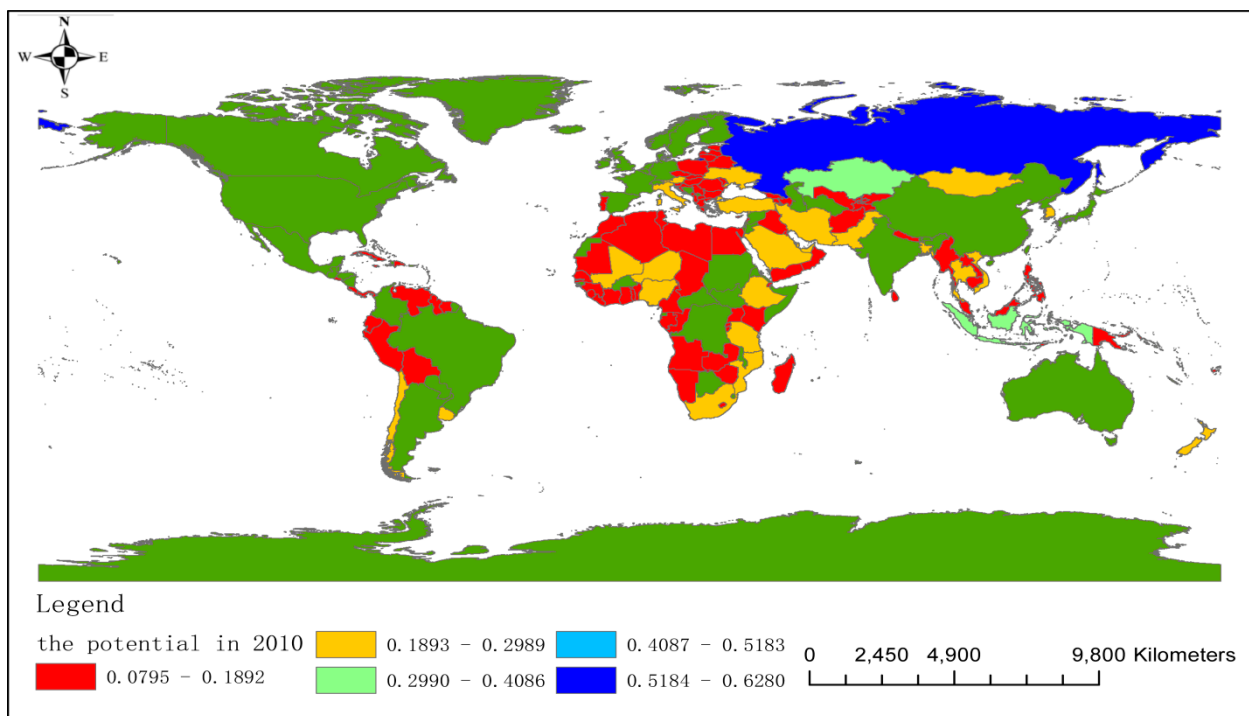 N
W E
S
Legend
the potential in 2010
0.0795 - 0.1892
0.1893 - 0.2989
0.2990 - 0.4086
0.4087 - 0.5183
0.5184 - 0.6280
0 2,450 4,900 9,800 Kilometers